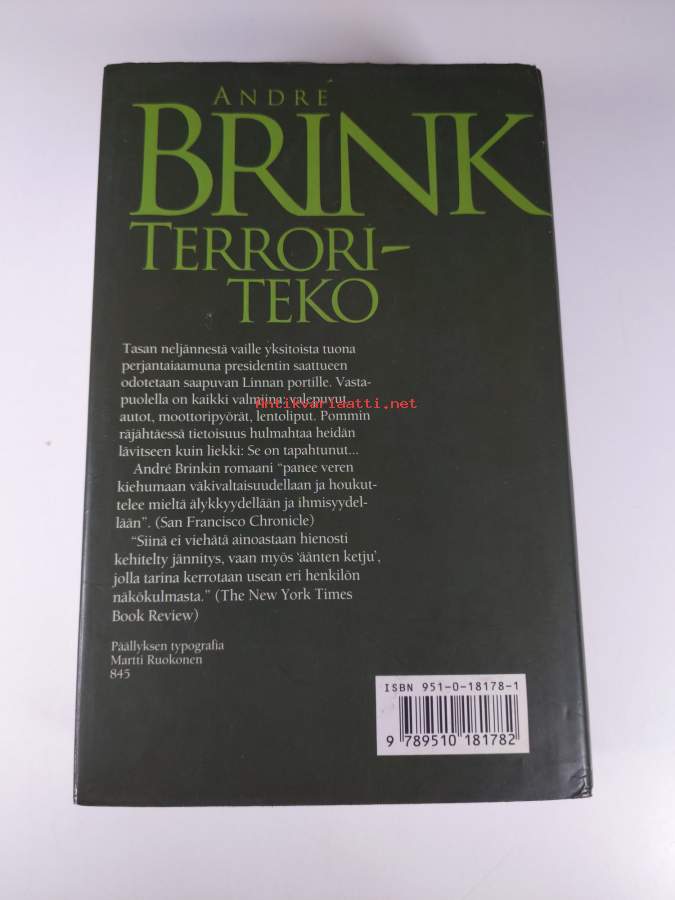 ANDRÉ
BRINK
TERRORI-
TEKO
Tasan neljännestä vaille yksitoista tuona
perjantaiaamuna presidentin saattueen
odotetaan saapuvan Linnan portille. Vasta-
puolella on kaikki valmiina: valepuvut,
Antikvariaatti.net
autot, moottoripyörät, lentoliput. Pommin
räjähtäessä tietoisuus hulmahtaa heidän
lävitseen kuin liekki: Se on tapahtunut...
André Brinkin romaani “panee veren
kiehumaan väkivaltaisuudellaan ja houkut-
telee mieltä älykkyydellään ja ihmisyydel-
lään”. (San Francisco Chronicle)
“Siinä ei viehätä ainoastaan hienosti
kehitelty jännitys, vaan myös ‘äänten ketju’,
jolla tarina kerrotaan usean eri henkilön
näkökulmasta.” (The New York Times
Book Review)
Päällyksen typografia
Martti Ruokonen
845
ISBN 951-0-18178-1
9 789510 181782